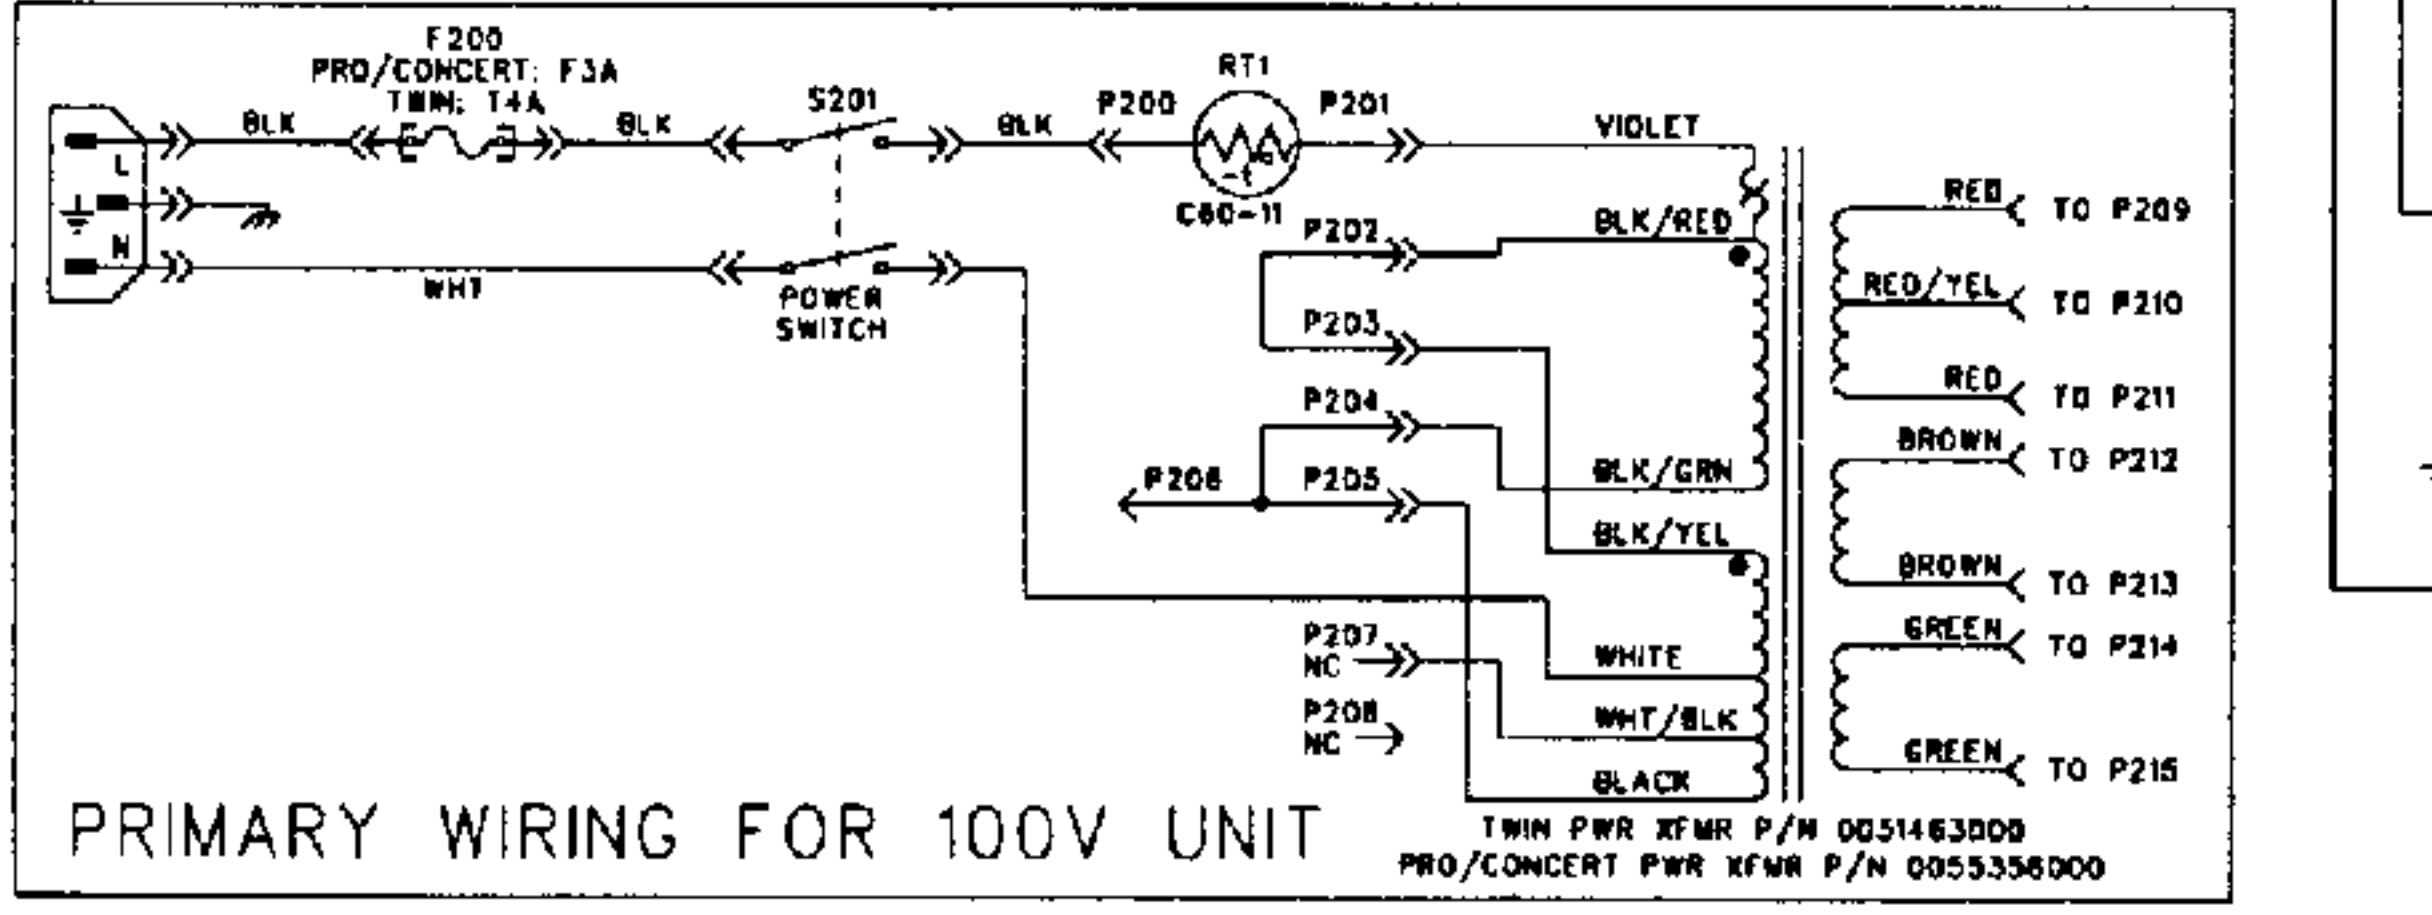 F200
PRO/CONCERT: F3A
TWIN: T4A
BLK
BLK
S201
BLK
P200
RT1
P201
VIOLET
L
-t°
C60-11
N
WHT
POWER
SWITCH
P202
BLK/RED
P203
P204
P206
P205
BLK/GRN
BLK/YEL
P207
NC
WHITE
P208
NC
WHT/BLK
BLACK
RED
TO P209
RED/YEL
TO P210
RED
TO P211
BROWN
TO P212
BROWN
TO P213
GREEN
TO P214
GREEN
TO P215
PRIMARY WIRING FOR 100V UNIT
TWIN PWR XFMR P/N 0051463000
PRO/CONCERT PWR XFMR P/N 0055356000